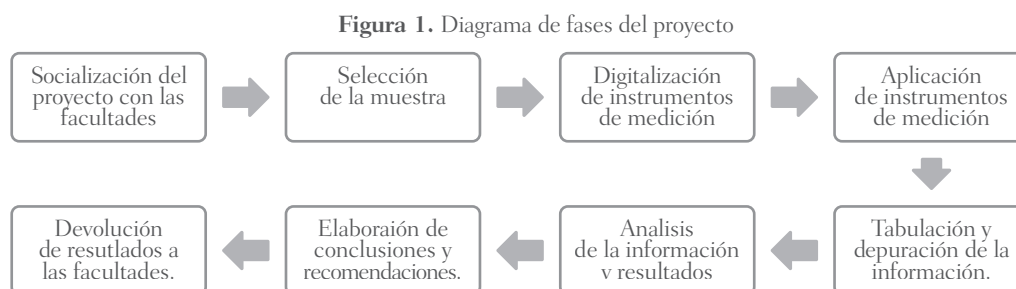 Figura 1. Diagrama de fases del proyecto
Socialización del
proyecto con las
facultades
Selección
de la muestra
Digitalización
de instrumentos
de medición
Aplicación
de instrumentos
de medición
Tabulación y
depuración de la
información.
Analisis
de la información
y resultados
Elaboraión de
conclusiones y
recomendaciones.
Devolución
de resutlados a
las facultades.